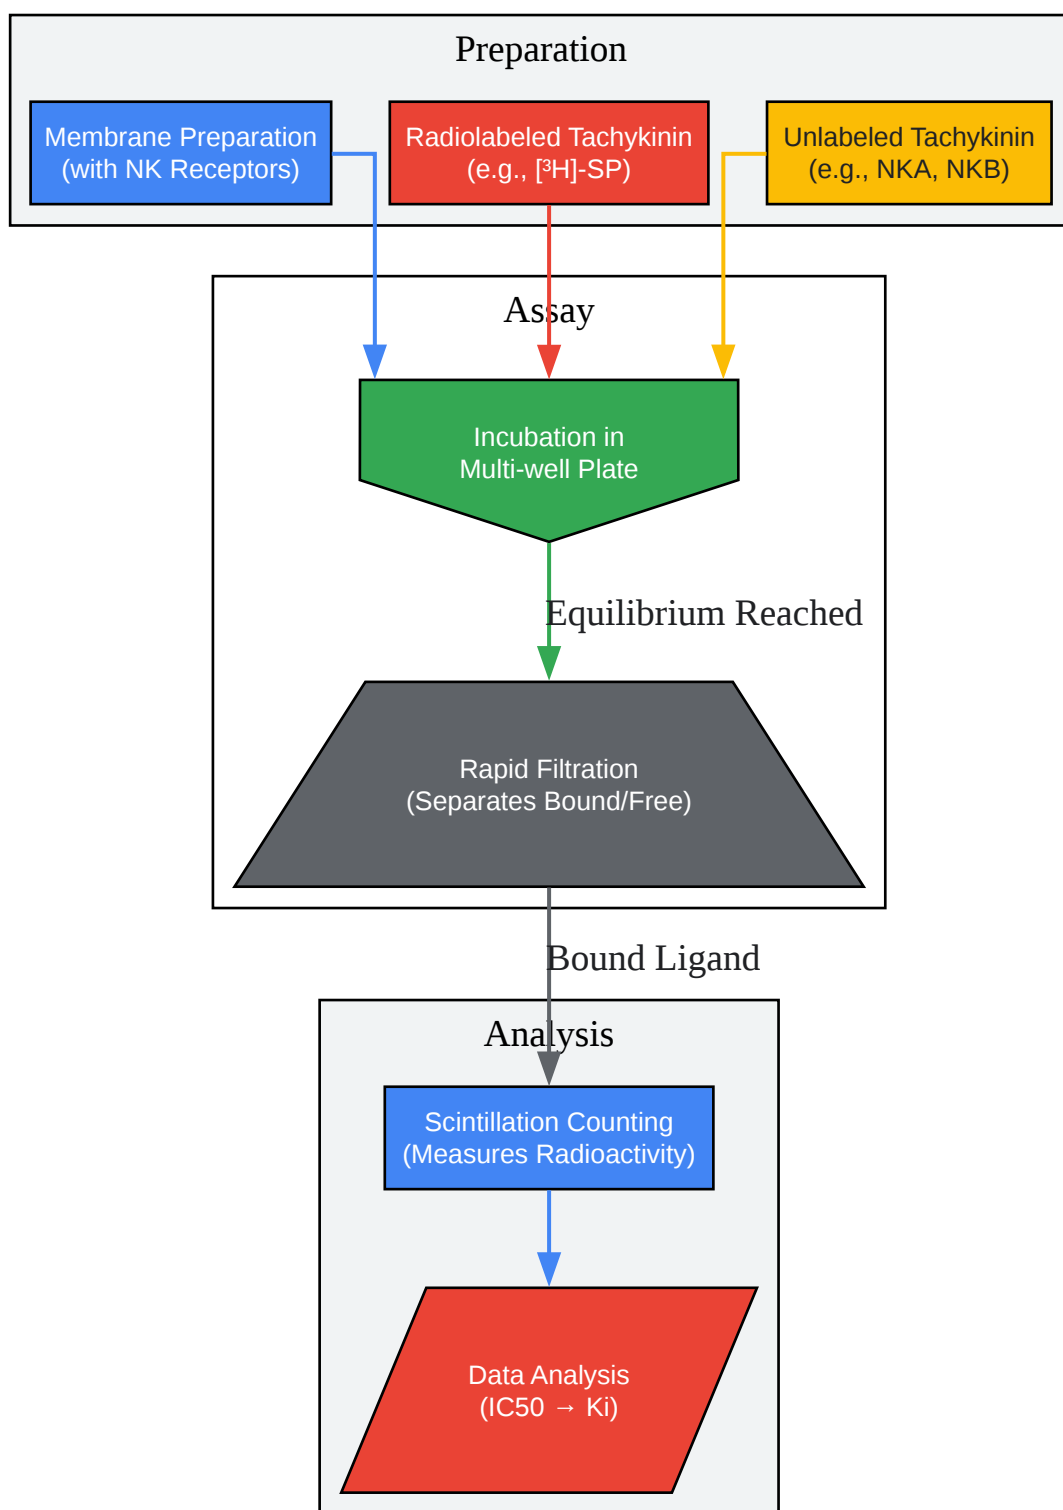 Preparation
Membrane Preparation
(with NK Receptors)
Radiolabeled Tachykinin
(e.g., [³H]-SP)
Unlabeled Tachykinin
(e.g., NKA, NKB)
Assay
Incubation in
Multi-well Plate
Equilibrium Reached
Rapid Filtration
(Separates Bound/Free)
Bound Ligand
Analysis
Scintillation Counting
(Measures Radioactivity)
Data Analysis
(IC50 → Ki)